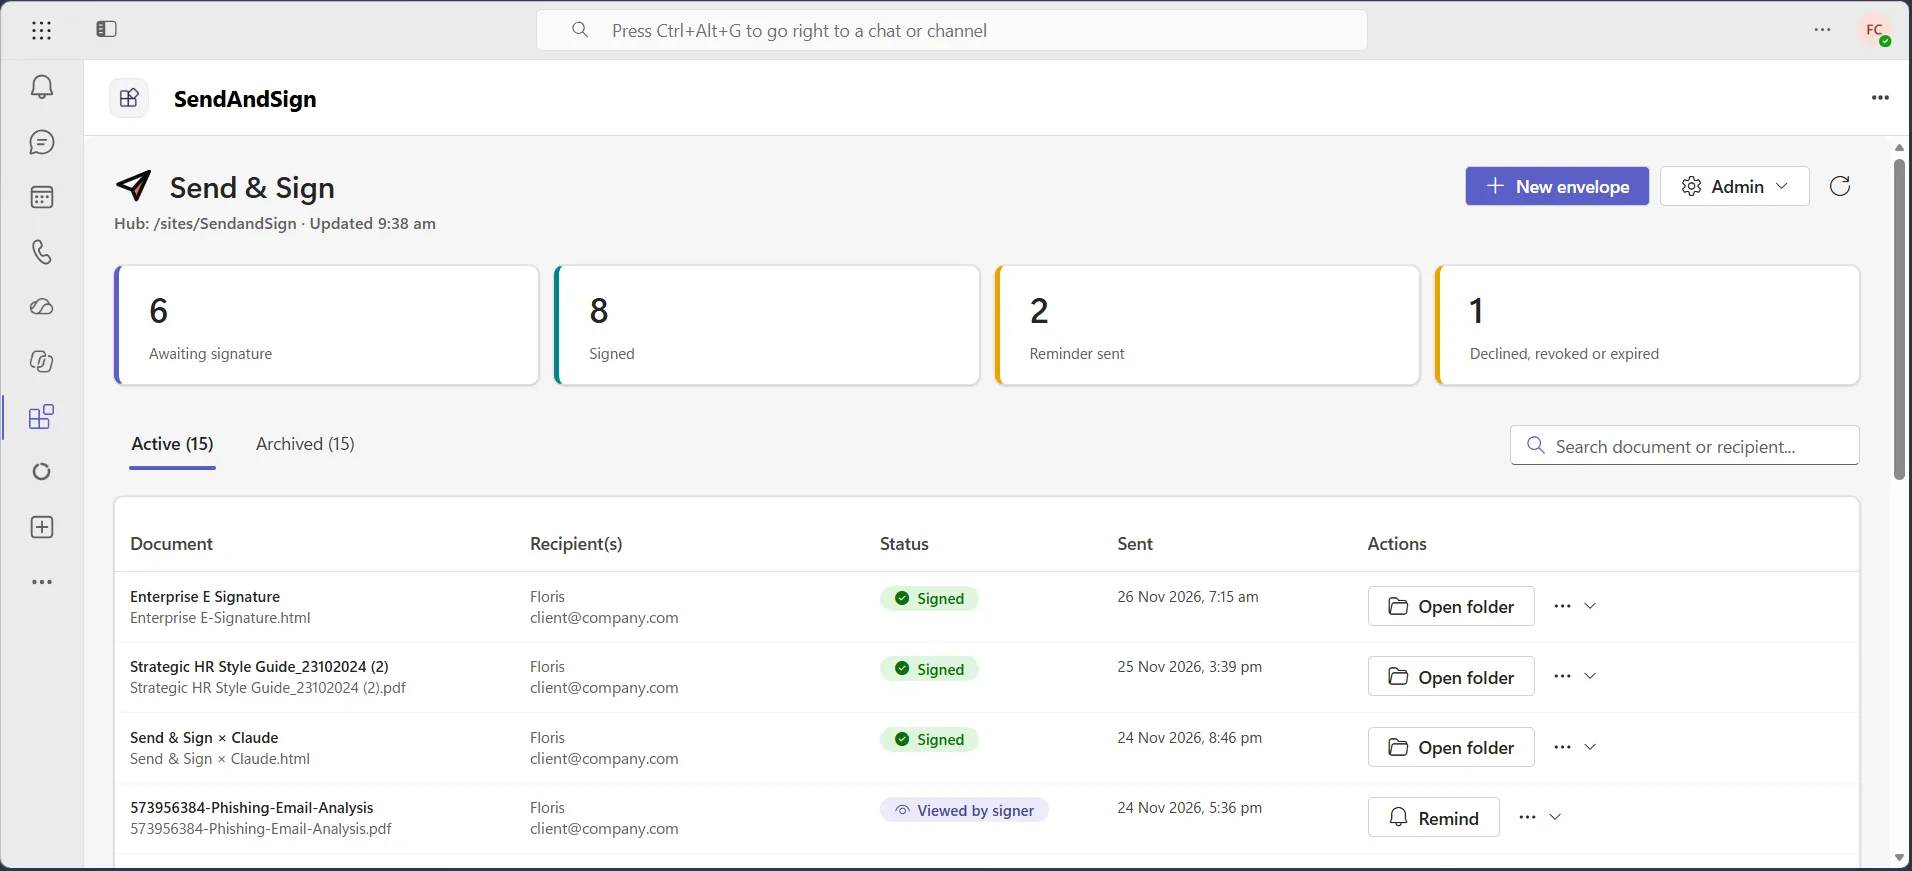 Press Ctrl+Alt+G to go right to a chat or channel
FC
SendAndSign
Send & Sign
Hub: /sites/SendandSign · Updated 9:38 am
New envelope
Admin
6
Awaiting signature
8
Signed
2
Reminder sent
1
Declined, revoked or expired
Active (15)
Archived (15)
Search document or recipient...
Document Recipient(s) Status Sent Actions
Enterprise E Signature
Enterprise E-Signature.html
Floris
client@company.com
Signed
26 Nov 2026, 7:15 am
Open folder
Strategic HR Style Guide_23102024 (2)
Strategic HR Style Guide_23102024 (2).pdf
Floris
client@company.com
Signed
25 Nov 2026, 3:39 pm
Open folder
Send & Sign × Claude
Send & Sign × Claude.html
Floris
client@company.com
Signed
24 Nov 2026, 8:46 pm
Open folder
573956384-Phishing-Email-Analysis
573956384-Phishing-Email-Analysis.pdf
Floris
client@company.com
Viewed by signer
24 Nov 2026, 5:36 pm
Remind